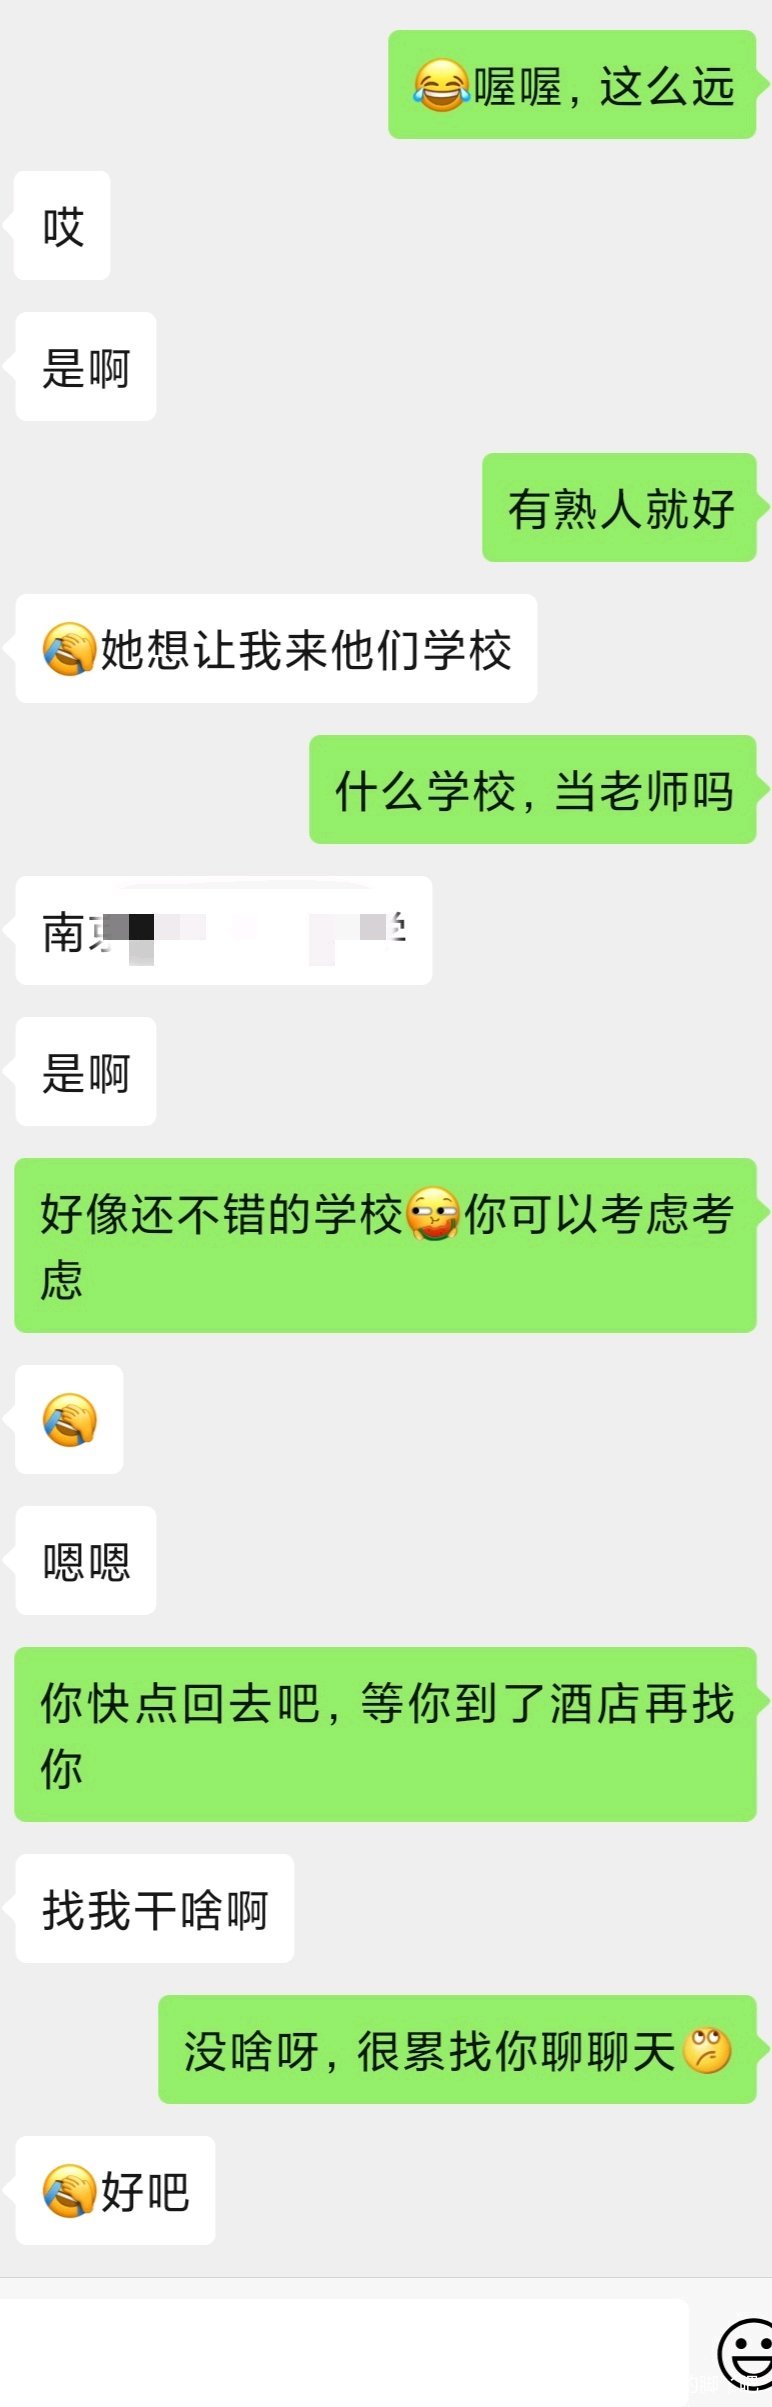 😂喔喔，这么远
哎
是啊
有熟人就好
🤦她想让我来他们学校
什么学校，当老师吗
南
是啊
好像还不错的学校你可以考虑考
虑
嗯嗯
你快点回去吧，等你到了酒店再找
你
找我干啥啊
没啥呀，很累找你聊聊天🙄
好吧